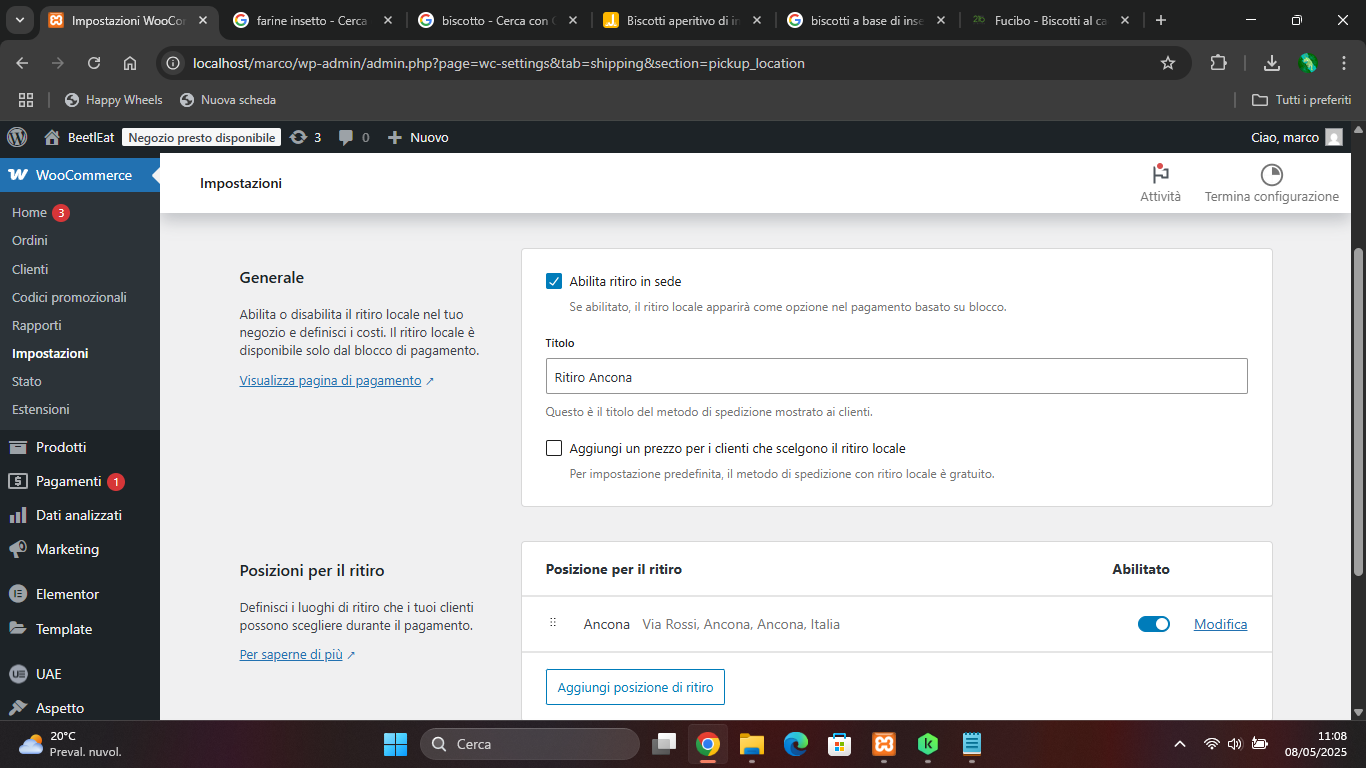 Impostazioni WooCor
farine insetto - Cerca
biscotto - Cerca con G
Biscotti aperitivo di in
biscotti a base di inse
Fucibo - Biscotti al ca
localhost/marco/wp-admin/admin.php?page=wc-settings&tab=shipping&section=pickup_location
Happy Wheels
Nuova scheda
Tutti i preferiti
BeetlEat
Negozio presto disponibile
3
0
Nuovo
Ciao, marco
WooCommerce
Home 3
Ordini
Clienti
Codici promozionali
Rapporti
Impostazioni
Stato
Estensioni
Prodotti
Pagamenti 1
Dati analizzati
Marketing
Elementor
Template
UAE
Aspetto
Impostazioni
Attività
Termina configurazione
Generale
Abilita o disabilita il ritiro locale nel tuo
negozio e definisci i costi. Il ritiro locale è
disponibile solo dal blocco di pagamento.
Visualizza pagina di pagamento ↗
Abilita ritiro in sede
Se abilitato, il ritiro locale apparirà come opzione nel pagamento basato su blocco.
Titolo
Ritiro Ancona
Questo è il titolo del metodo di spedizione mostrato ai clienti.
Aggiungi un prezzo per i clienti che scelgono il ritiro locale
Per impostazione predefinita, il metodo di spedizione con ritiro locale è gratuito.
Posizioni per il ritiro
Definisci i luoghi di ritiro che i tuoi clienti
possono scegliere durante il pagamento.
Per saperne di più ↗
Posizione per il ritiro
Abilitato
Ancona Via Rossi, Ancona, Ancona, Italia
Modifica
Aggiungi posizione di ritiro
20°C
Preval. nuvol.
Cerca
11:08
08/05/2025